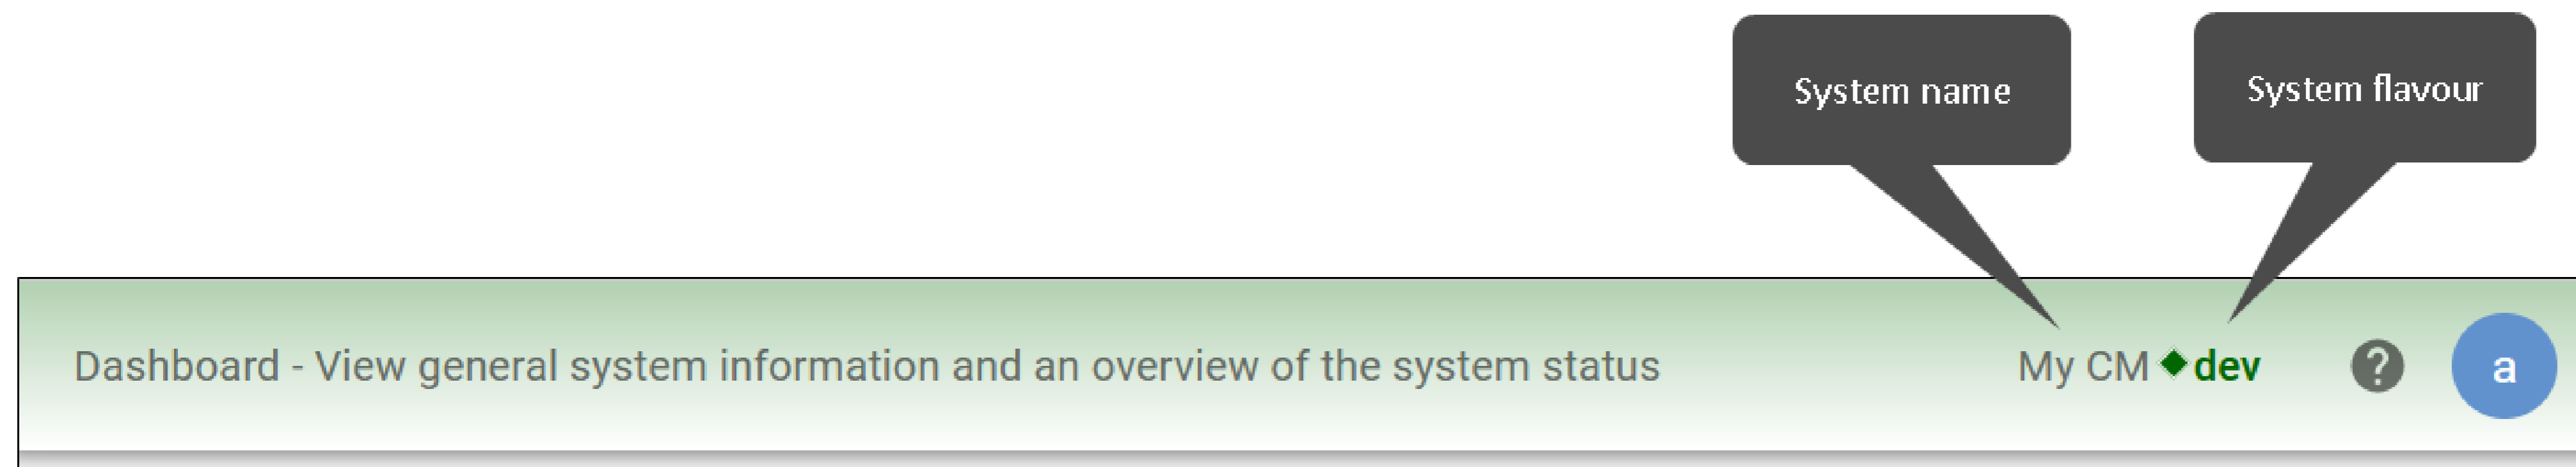 System name
System flavour
Dashboard - View general system information and an overview of the system status
My CM ◆ dev
?
a